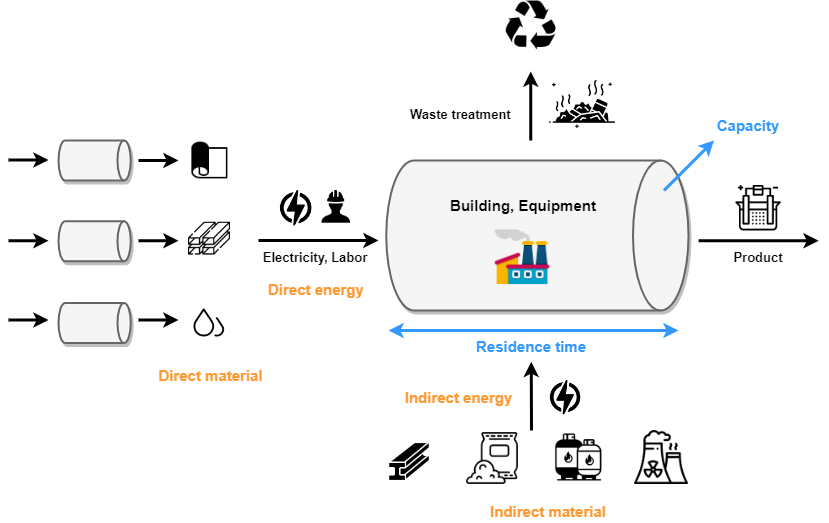 Waste treatment
Capacity
Building, Equipment
Electricity, Labor
Product
Direct energy
Residence time
Direct material
Indirect energy
Indirect material